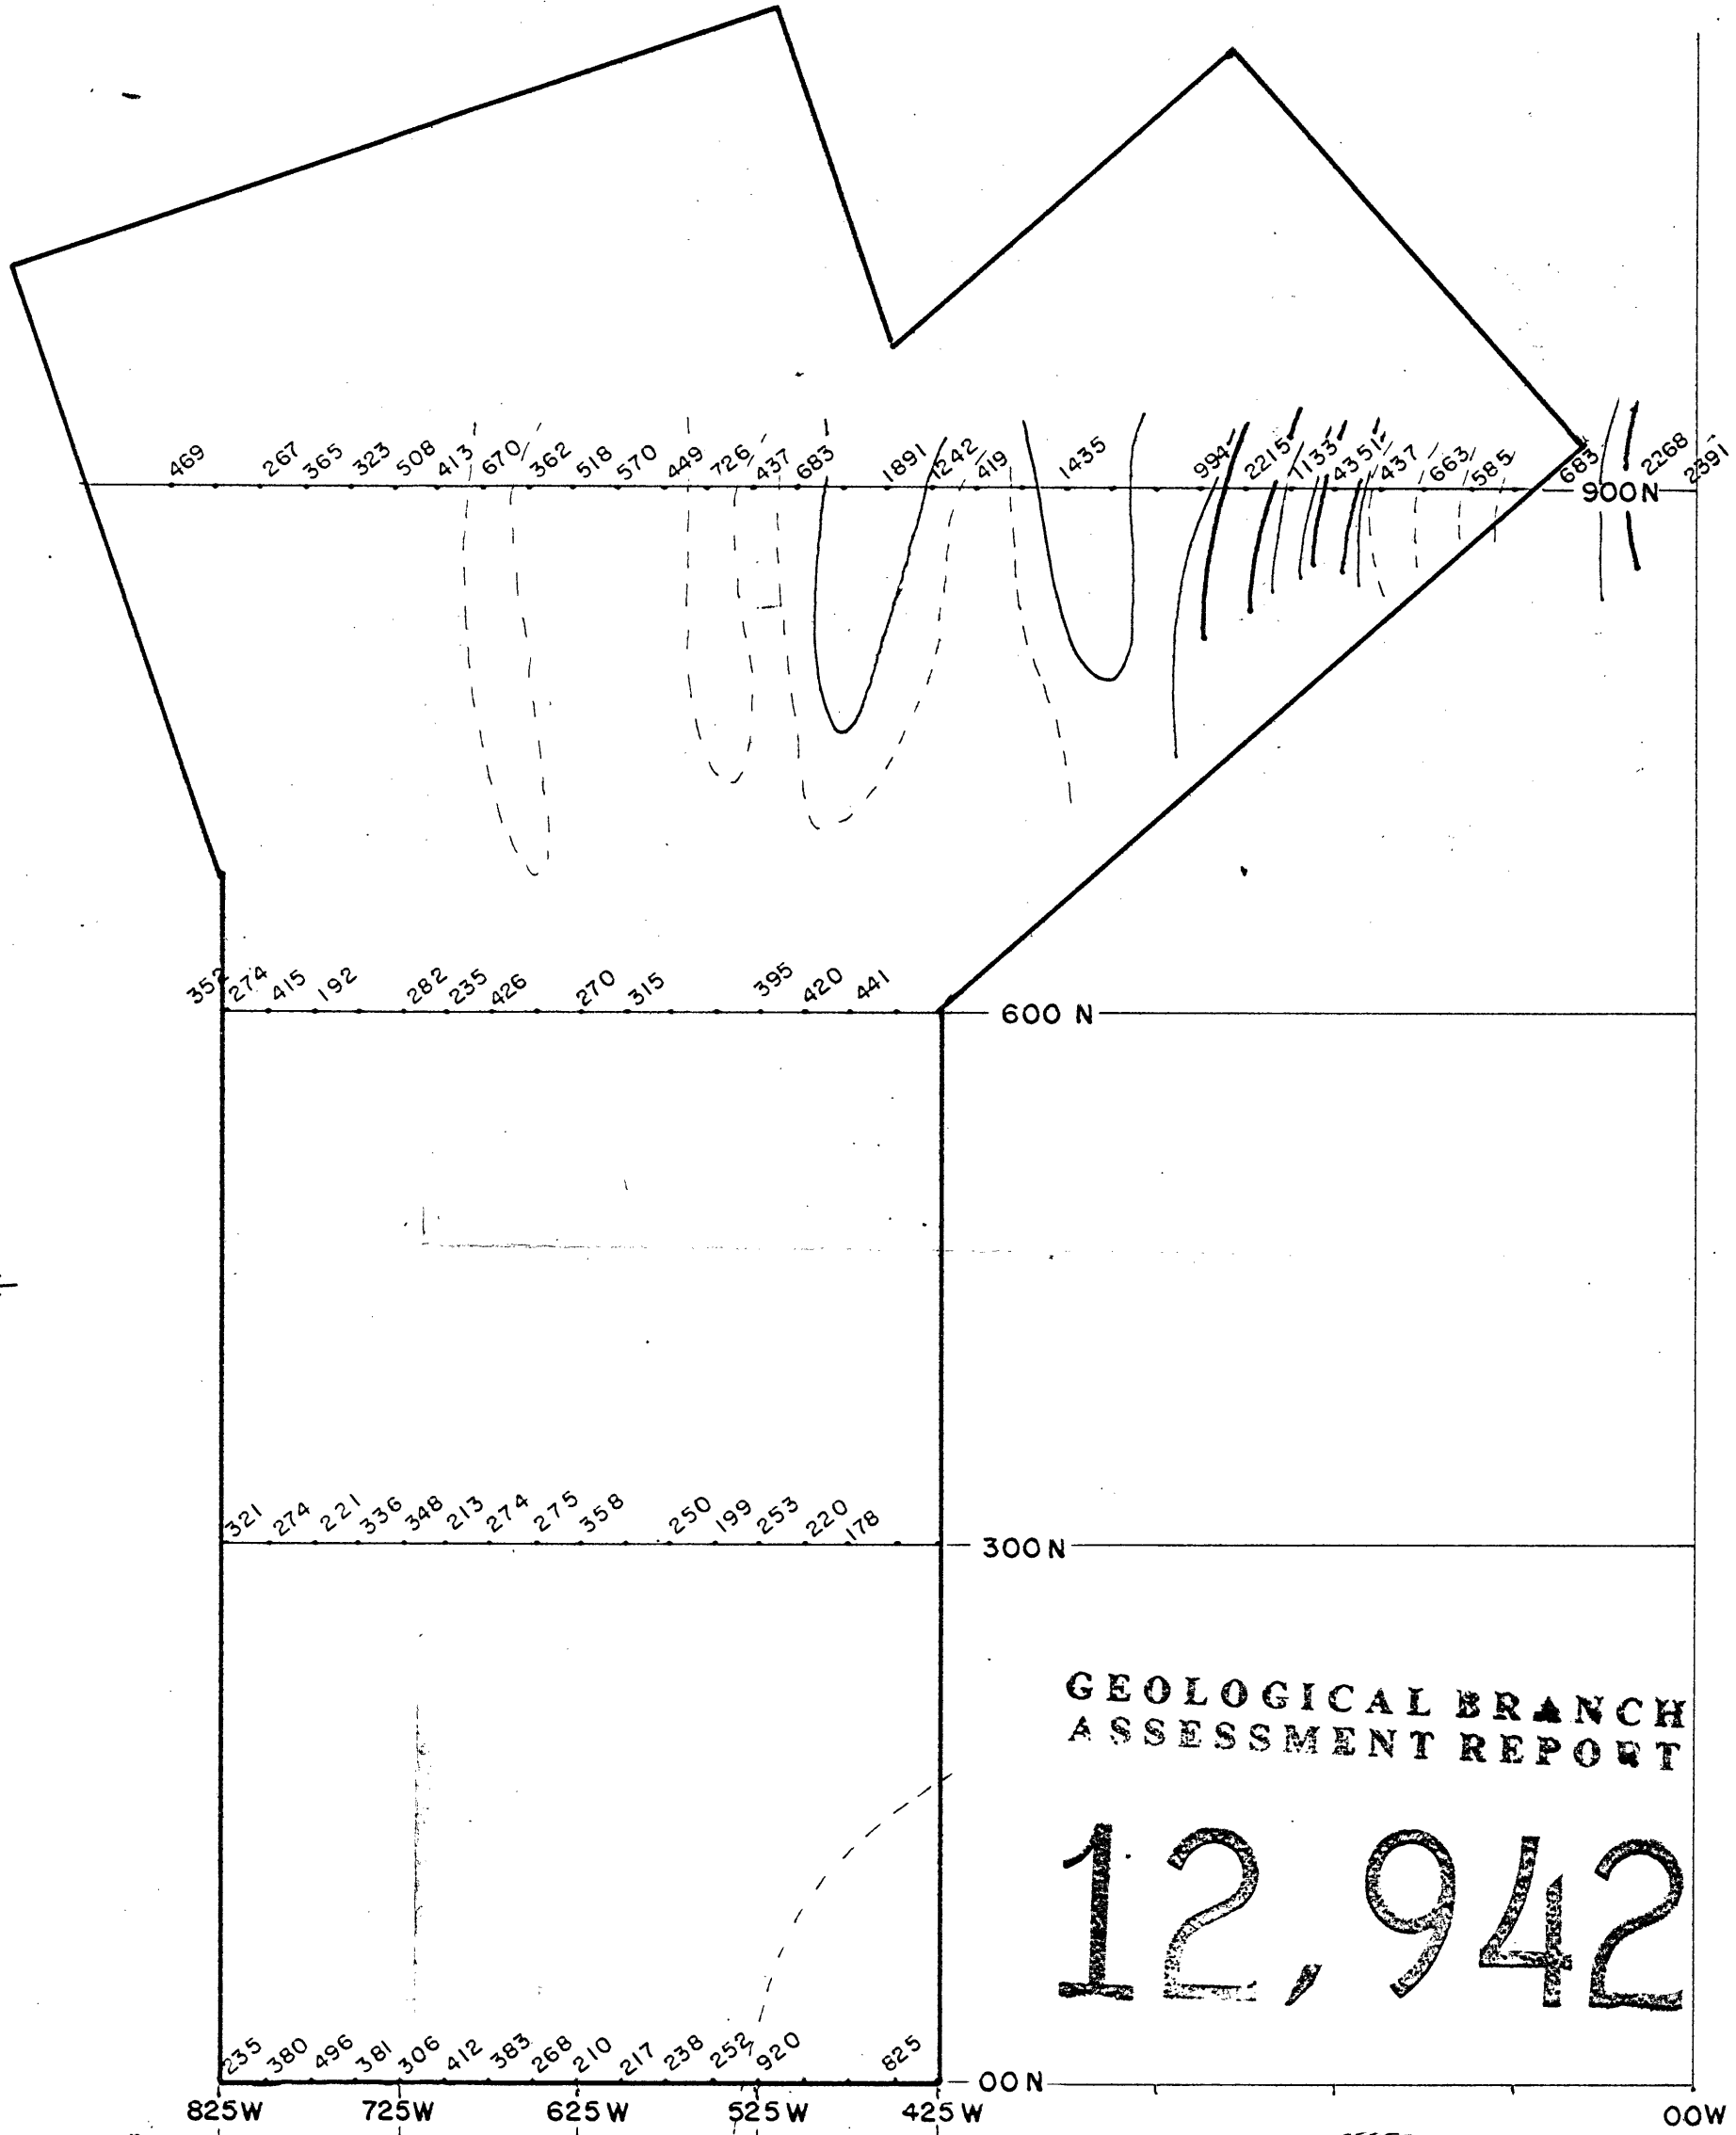 469 267 365 323 508 413 670 362 518 570 449 726 437 683 1891 1242 419 1435 994 2215 1133 4351 437 663 585 683 2268 2391
900N
352 274 415 192 282 235 426 270 315 395 420 441
600 N
321 274 221 336 348 213 274 275 358 250 199 253 220 178
300N
GEOLOGICAL BRANCH
ASSESSMENT REPORT
12,942
235 380 496 381 306 412 383 268 210 217 238 252 920 825
00N
825W 725W 625W 525W 425W 00W